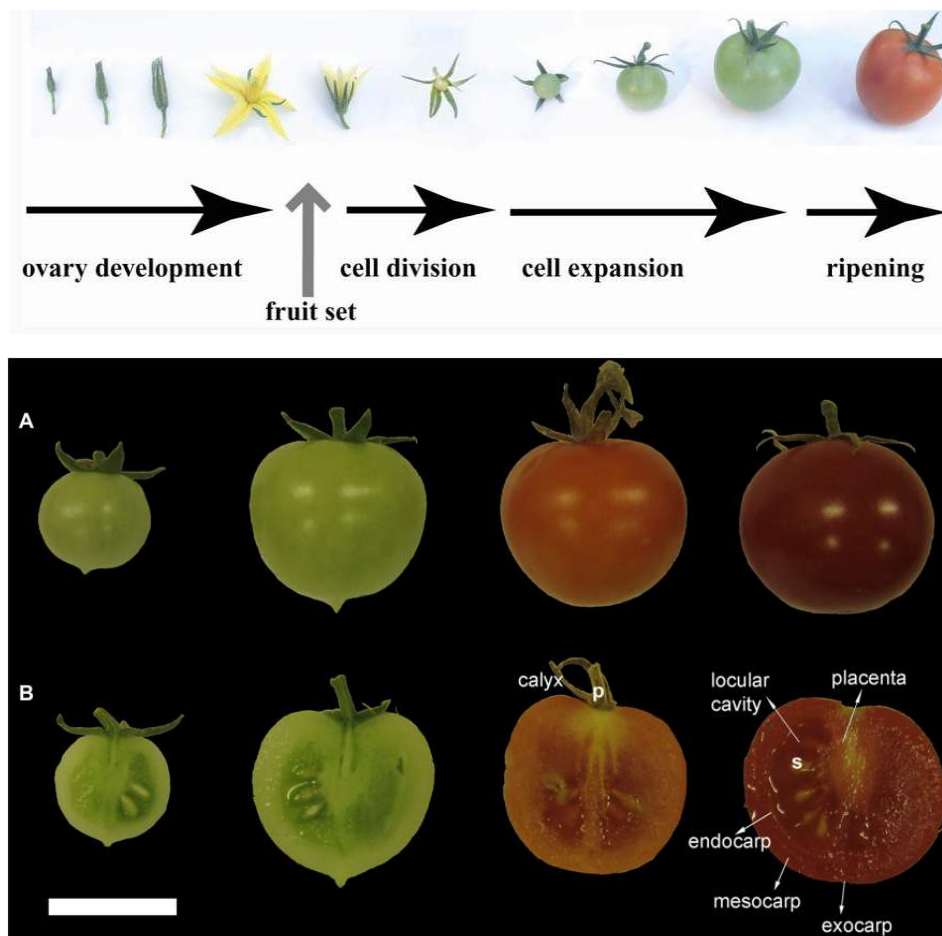 ovary development
fruit set
cell division
cell expansion
ripening
A
B
calyx
p
locular
cavity
placenta
s
endocarp
mesocarp
exocarp